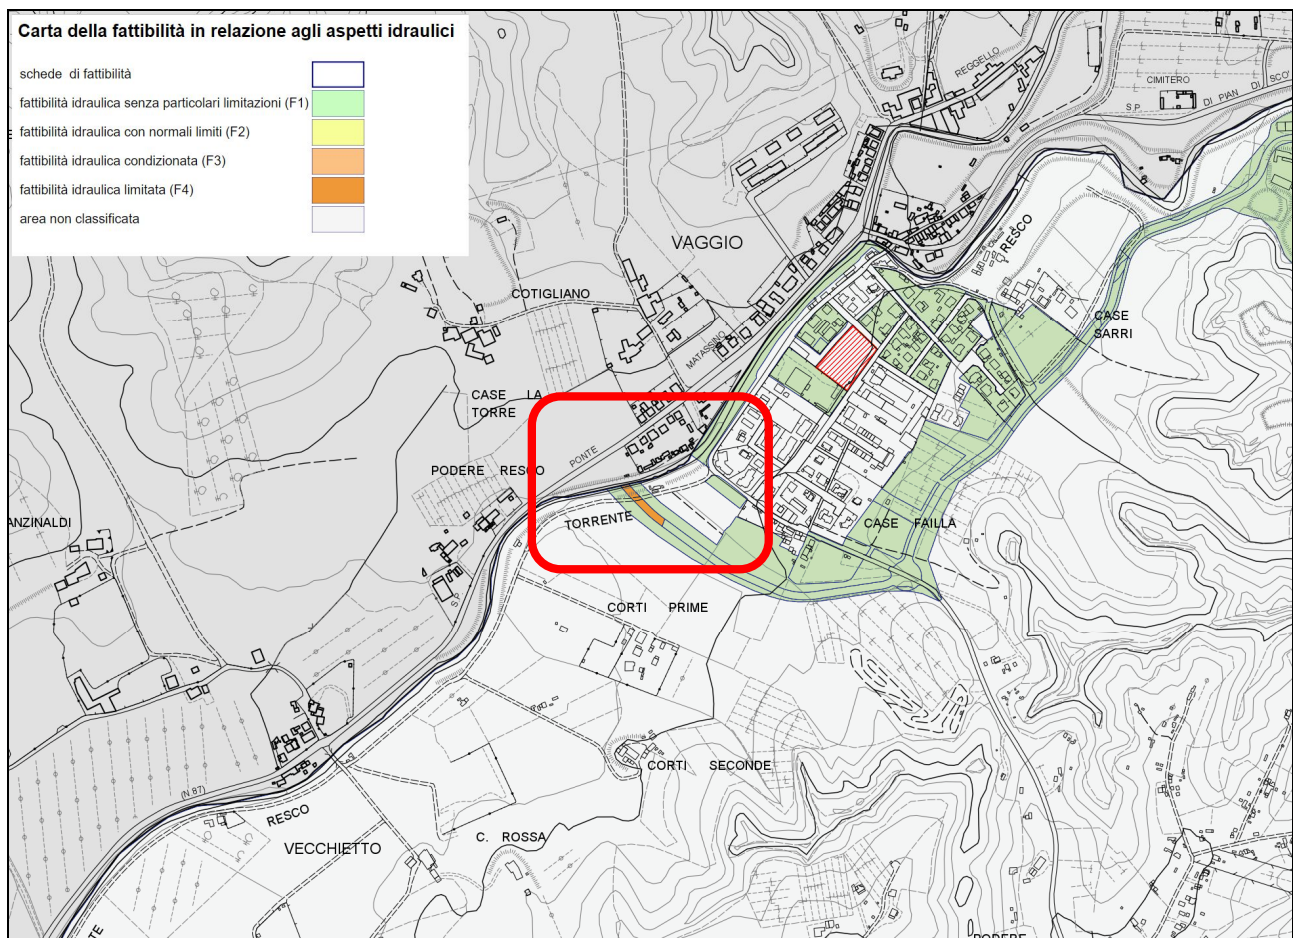 Carta della fattibilità in relazione agli aspetti idraulici
schede di fattibilità
fattibilità idraulica senza particolari limitazioni (F1)
fattibilità idraulica con normali limiti (F2)
fattibilità idraulica condizionata (F3)
fattibilità idraulica limitata (F4)
area non classificata
REGGELLO
CIMITERO
S.P. DI PIAN DI SCO'
VAGGIO
RESCO
COTIGLIANO
CASE
SARRI
MATASSINO
CASE LA
TORRE
PONTE
PODERE RESCO
TORRENTE
CASE FAILLA
ANZINALDI
S.P.
CORTI PRIME
CORTI SECONDE
(N.87)
RESCO
C. ROSSA
VECCHIETTO
PODERE